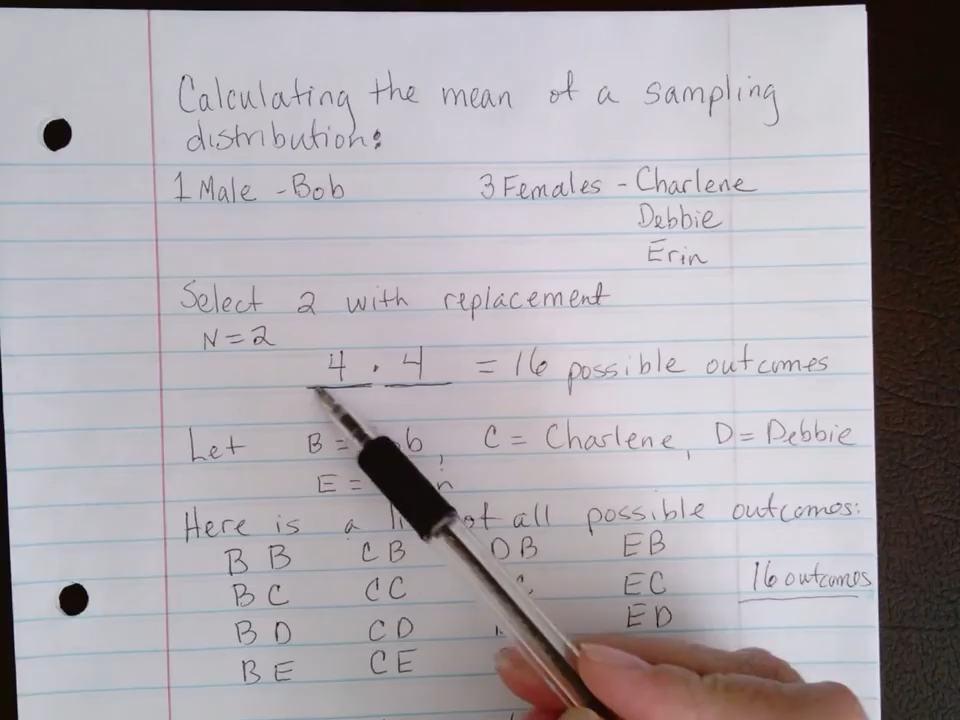 Calculating the mean of a sampling
distribution:
1 Male - Bob 3 Females - Charlene
Debbie
Erin
Select 2 with replacement
N = 2
4 . 4 = 16 possible outcomes
Let B = C = Charlene, D = Debbie
E =
Here is a of all possible outcomes:
B B C B D B E B
B C C C E C 16 outcomes
B D C D E D
B E C E